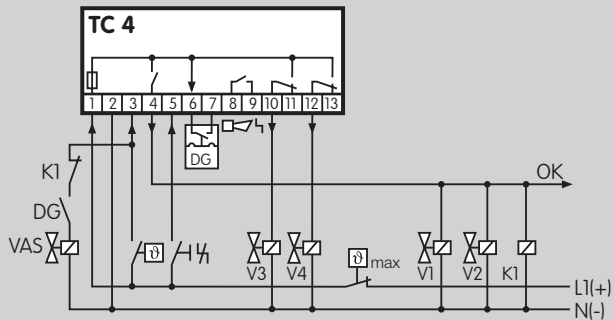 TC 4
1 2 3 4 5 6 7 8 9 10 11 12 13
DG
K1
OK
DG
VAS
ϑ
V3
V4
ϑ max
V1
V2
K1
L1(+)
N(-)